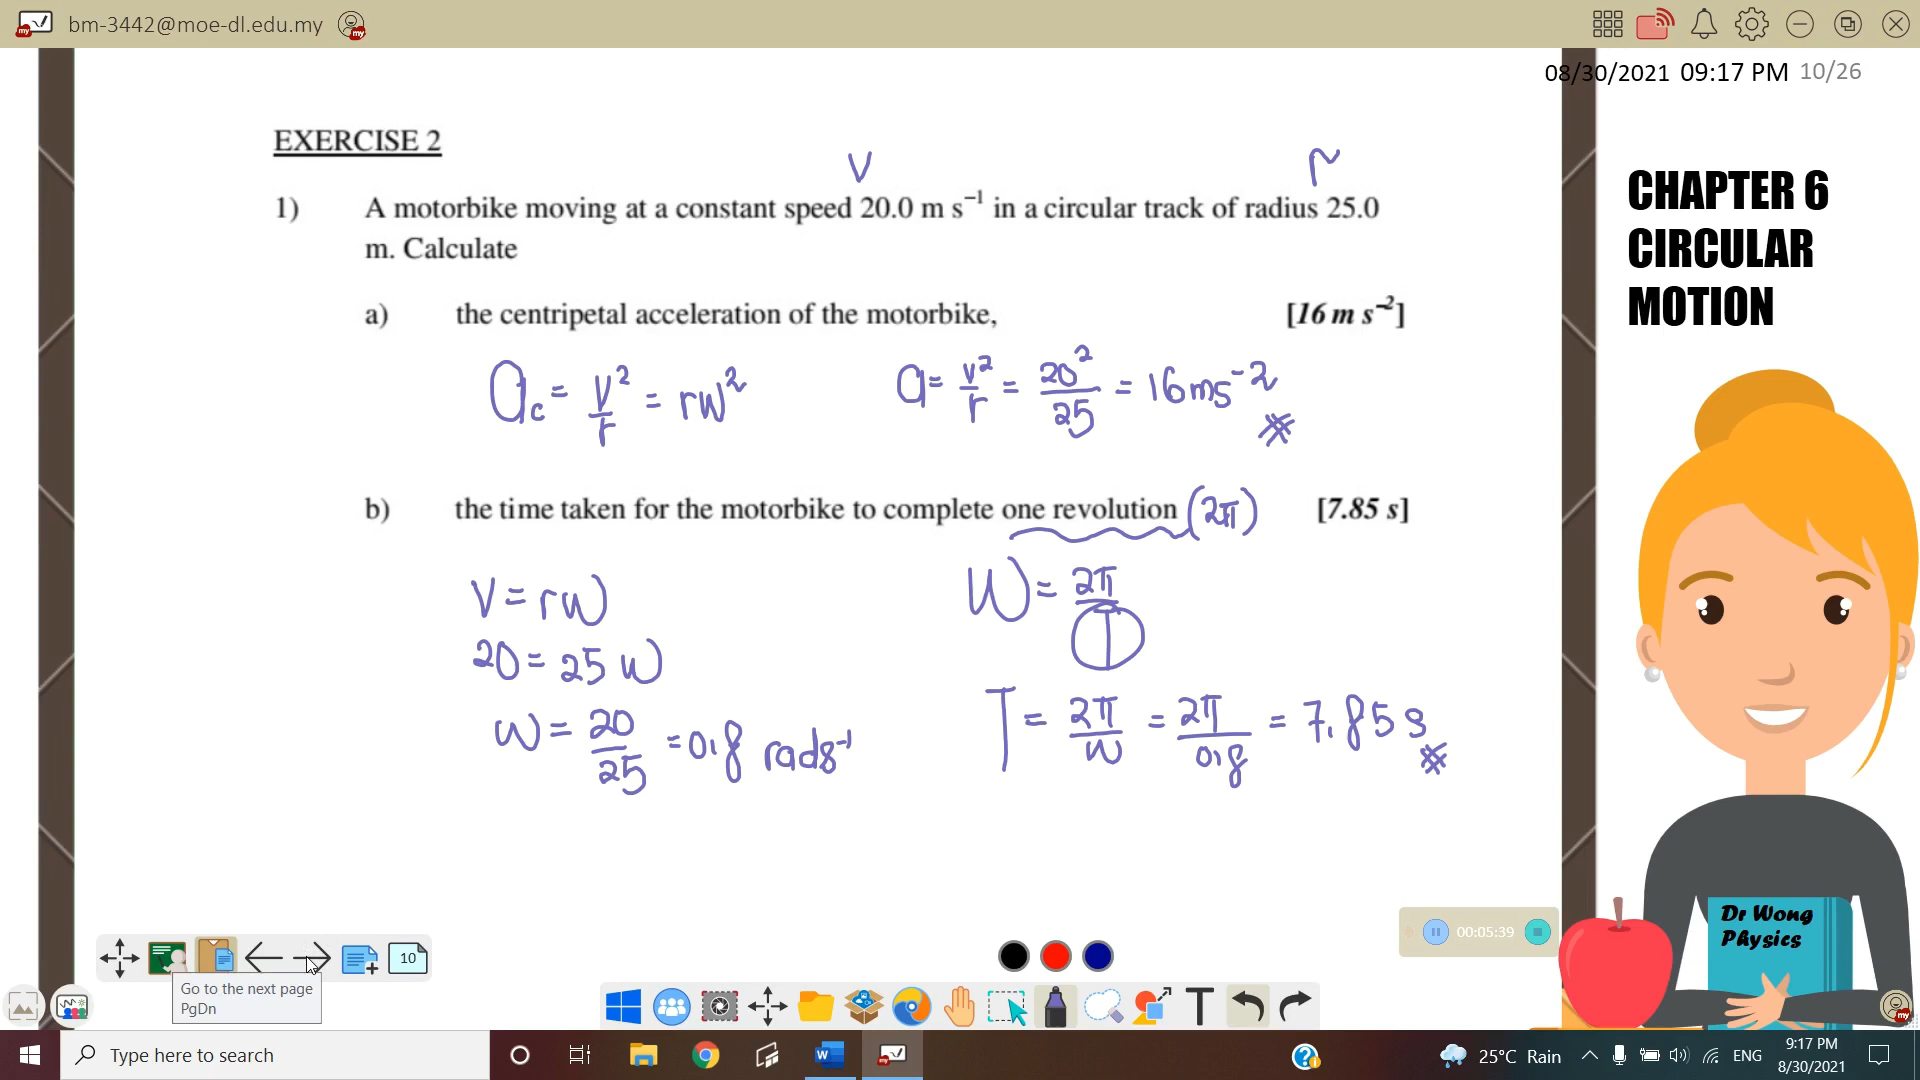 bm-3442@moe-dl.edu.my
08/30/2021 09:17 PM 10/26
EXERCISE 2
v
r
1) A motorbike moving at a constant speed 20.0 m s⁻¹ in a circular track of radius 25.0
m. Calculate
a) the centripetal acceleration of the motorbike, [16 m s⁻²]
a_c = v²/r = rω²
a = v²/r = 20²/25 = 16 ms⁻²
b) the time taken for the motorbike to complete one revolution (2π) [7.85 s]
v = rω
20 = 25 ω
ω = 20/25 = 0.8 rads⁻¹
ω = 2π/T
T = 2π/ω = 2π/0.8 = 7.85 s
CHAPTER 6
CIRCULAR
MOTION
Dr Wong
Physics
00:05:39
10
Go to the next page
PgDn
T
Type here to search
25°C Rain
ENG
9:17 PM
8/30/2021